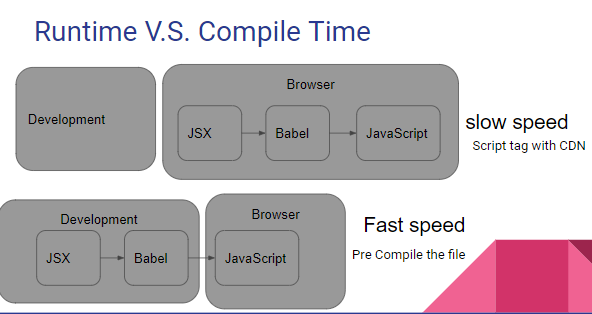 Runtime V.S. Compile Time
Development
Browser
JSX
Babel
JavaScript
slow speed
Script tag with CDN
Development
JSX
Babel
Browser
JavaScript
Fast speed
Pre Compile the file